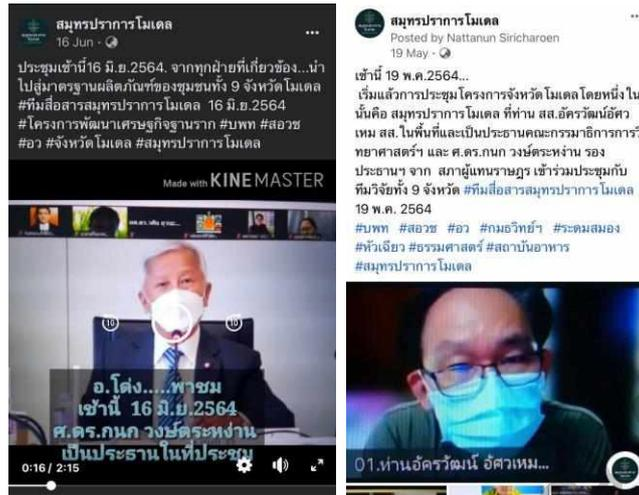 สมุทรปราการโมเดล
16 Jun
ประชุมเช้านี้16 มิ.ย.2564. จากทุกฝ่ายที่เกี่ยวข้อง...นำ
ไปสู่มาตรฐานผลิตภัณฑ์ของชุมชนทั้ง 9 จังหวัดโมเดล
#ทีมสื่อสารสมุทรปราการโมเดล 16 มิ.ย.2564
#โครงการพัฒนาเศรษฐกิจฐานราก #บพท #สอวช
#อว #จังหวัดโมเดล #สมุทรปราการโมเดล
Made with KINEMASTER
10
10
อ.โด่ง.....พาชม
เช้านี้ 16 มิ.ย.2564
ศ.ดร.กนก วงษ์ตระหง่าน
เป็นประธานในที่ประชุม
0:16 / 2:15
สมุทรปราการโมเดล
Posted by Nattanun Siricharoen
19 May
เช้านี้ 19 พ.ค.2564...
เริ่มแล้วการประชุมโครงการจังหวัดโมเดลโดยหนึ่งใน
นั้นคือ สมุทรปราการโมเดล ที่ท่าน สส.อัครวัฒน์อัศว
เหม สส.ในพื้นที่และเป็นประธานคณะกรรมาธิการการวิ
ทยาศาสตร์ฯ และ ศ.ดร.กนก วงษ์ตระหง่าน รอง
ประธานฯ จาก สภาผู้แทนราษฎร เข้าร่วมประชุมกับ
ทีมวิจัยทั้ง 9 จังหวัด #ทีมสื่อสารสมุทรปราการโมเดล
19 พ.ค. 2564
#บพท #สอวช #อว #กมธวิทย์ฯ #ระดมสมอง
#หัวเฉียว #ธรรมศาสตร์ #สถาบันอาหาร
#สมุทรปราการโมเดล
01.ท่านอัครวัฒน์ อัศวเหม...